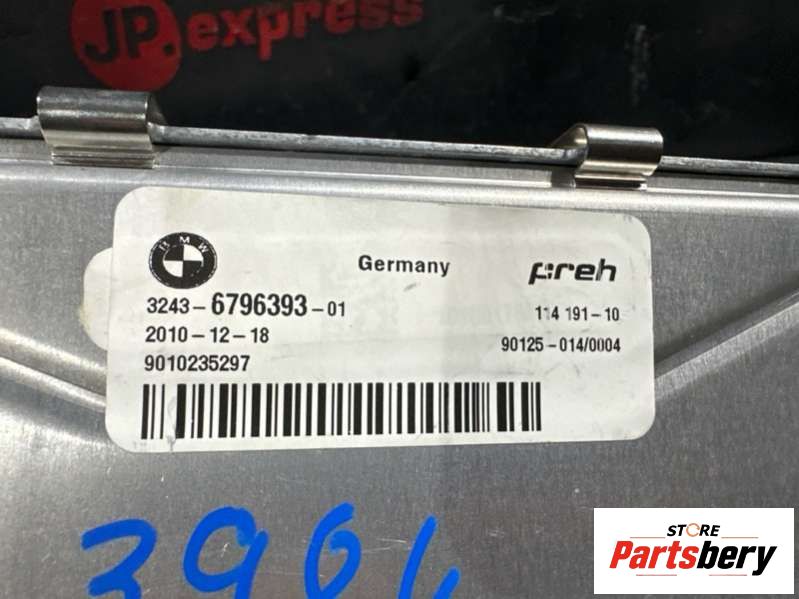 JP.express
BMW
Germany
preh
3243-6796393-01
114 191-10
2010-12-18
90125-014/0004
9010235297
3904
STORE
Partsbery